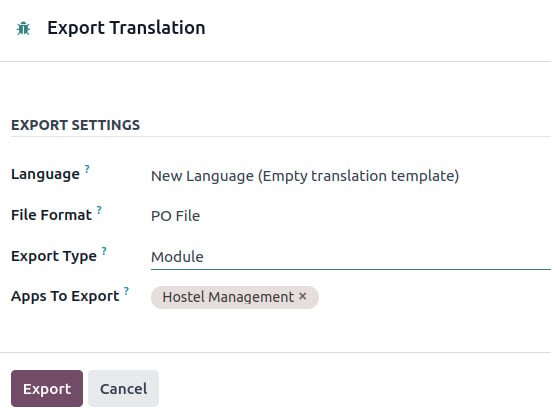 Export Translation
EXPORT SETTINGS
Language ? New Language (Empty translation template)
File Format ? PO File
Export Type ? Module
Apps To Export ? Hostel Management ×
Export Cancel